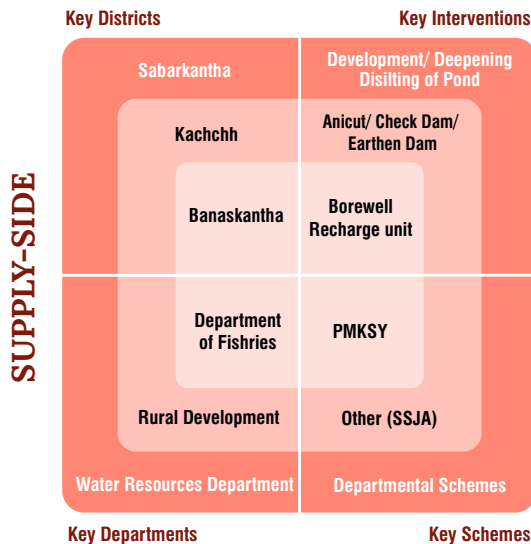 Key Districts
Key Interventions
Sabarkantha
Development/ Deepening
Disilting of Pond
Kachchh
Anicut/ Check Dam/
Earthen Dam
Banaskantha
Borewell
Recharge unit
SUPPLY-SIDE
Department
of Fishries
PMKSY
Rural Development
Other (SSJA)
Water Resources Department
Departmental Schemes
Key Departments
Key Schemes